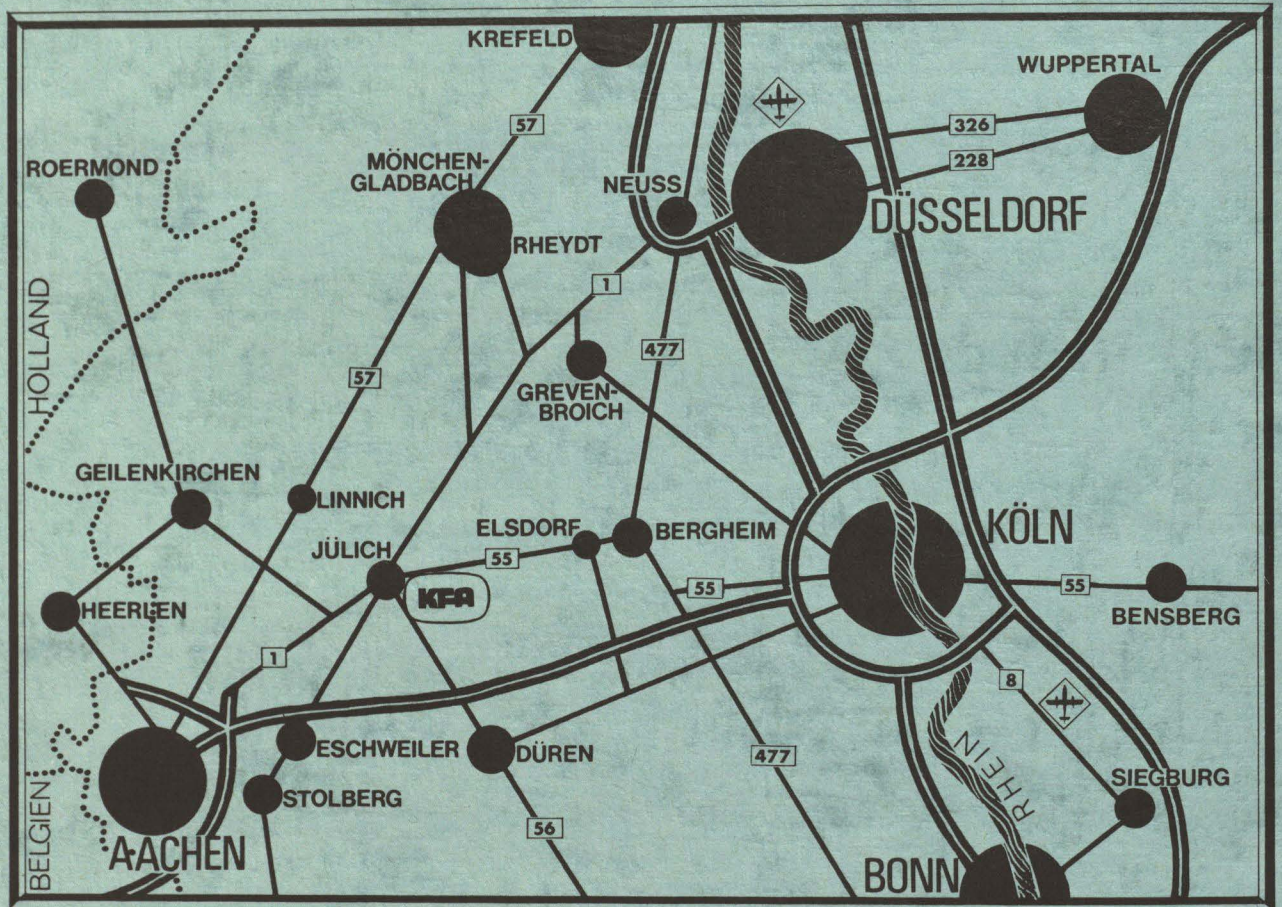 KREFELD
WUPPERTAL
57
326
ROERMOND
MÖNCHEN-
GLADBACH
228
NEUSS
DÜSSELDORF
RHEYDT
HOLLAND
1
477
57
GREVEN-
BROICH
GEILENKIRCHEN
LINNICH
ELSDORF
BERGHEIM
KÖLN
JÜLICH
55
KFA
55
55
HEERLEN
BENSBERG
1
8
ESCHWEILER
DÜREN
RHEIN
477
SIEGBURG
STOLBERG
BELGIEN
56
AACHEN
BONN